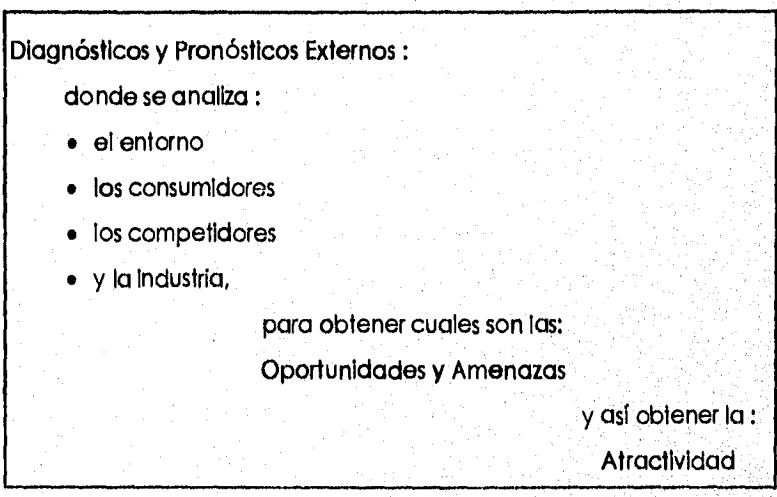 Diagnósticos y Pronósticos Externos :
donde se analiza :
• el entorno
• los consumidores
• los competidores
• y la industria,
para obtener cuales son las:
Oportunidades y Amenazas
y así obtener la :
Atractividad